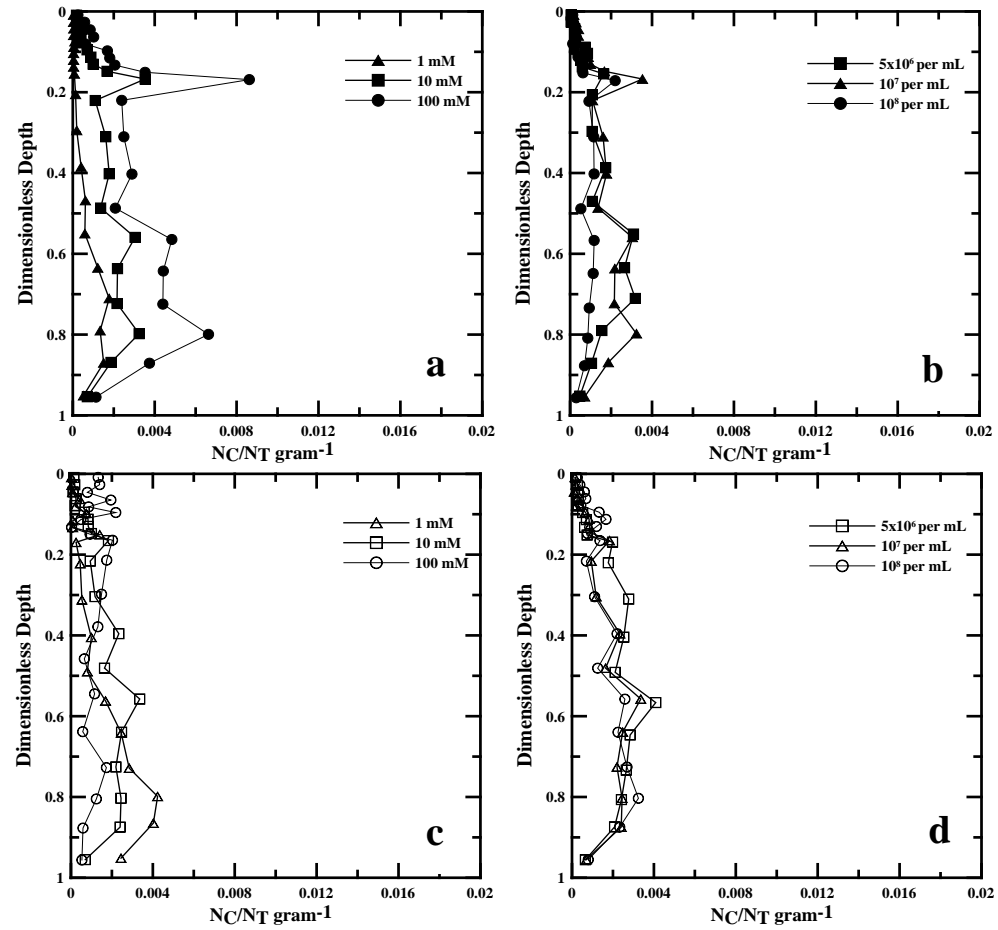 0
0.2
0.4
0.6
0.8
1
Dimensionless Depth
0
0.004
0.008
0.012
0.016
0.02
NC/NT gram-1
1 mM
10 mM
100 mM
a
0
0.2
0.4
0.6
0.8
1
Dimensionless Depth
0
0.004
0.008
0.012
0.016
0.02
NC/NT gram-1
5x10⁶ per mL
10⁷ per mL
10⁸ per mL
b
0
0.2
0.4
0.6
0.8
1
Dimensionless Depth
0
0.004
0.008
0.012
0.016
0.02
NC/NT gram-1
1 mM
10 mM
100 mM
c
0
0.2
0.4
0.6
0.8
1
Dimensionless Depth
0
0.004
0.008
0.012
0.016
0.02
NC/NT gram-1
5x10⁶ per mL
10⁷ per mL
10⁸ per mL
d